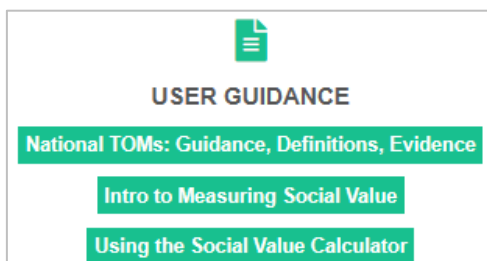 USER GUIDANCE
National TOMs: Guidance, Definitions, Evidence
Intro to Measuring Social Value
Using the Social Value Calculator